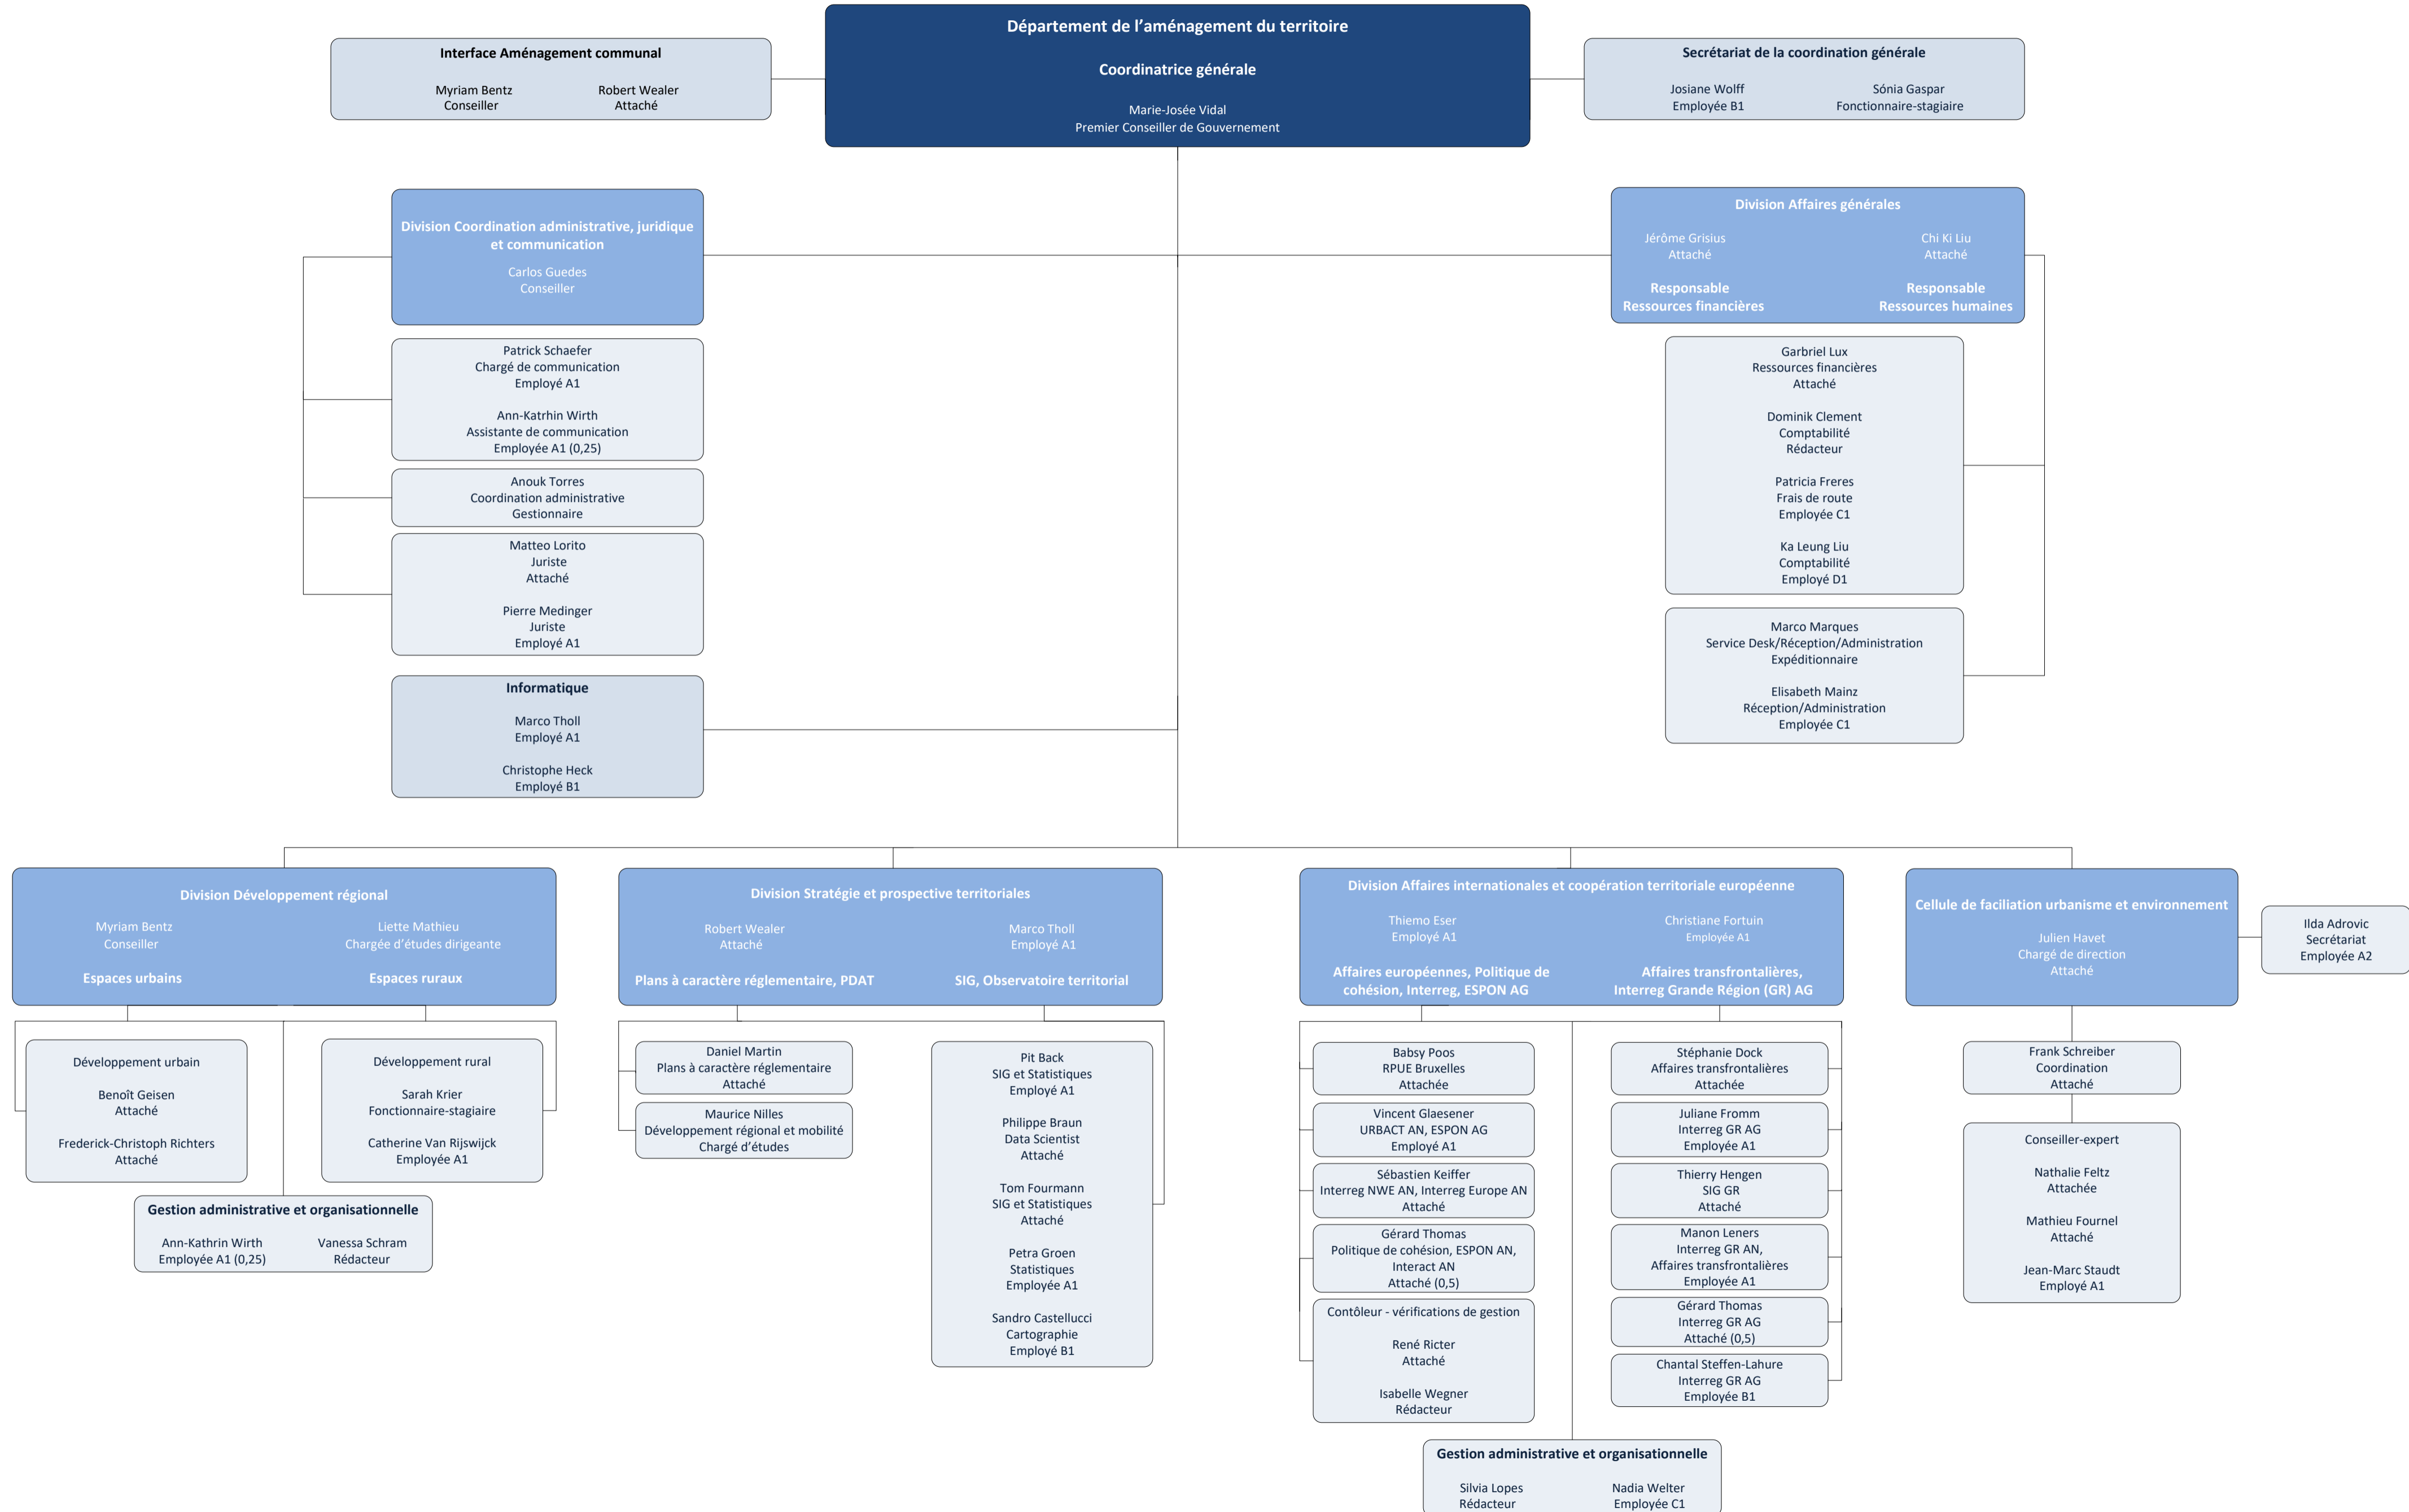 Département de l’aménagement du territoire
Coordinatrice générale
Marie-Josée Vidal
Premier Conseiller de Gouvernement
Interface Aménagement communal
Myriam Bentz Robert Wealer
Conseiller Attaché
Secrétariat de la coordination générale
Josiane Wolff Sónia Gaspar
Employée B1 Fonctionnaire-stagiaire
Division Coordination administrative, juridique
et communication
Carlos Guedes
Conseiller
Patrick Schaefer
Chargé de communication
Employé A1
Ann-Katrhin Wirth
Assistante de communication
Employée A1 (0,25)
Anouk Torres
Coordination administrative
Gestionnaire
Matteo Lorito
Juriste
Attaché
Pierre Medinger
Juriste
Employé A1
Informatique
Marco Tholl
Employé A1
Christophe Heck
Employé B1
Division Affaires générales
Jérôme Grisius Chi Ki Liu
Attaché Attaché
Responsable Responsable
Ressources financières Ressources humaines
Garbriel Lux
Ressources financières
Attaché
Dominik Clement
Comptabilité
Rédacteur
Patricia Freres
Frais de route
Employée C1
Ka Leung Liu
Comptabilité
Employé D1
Marco Marques
Service Desk/Réception/Administration
Expéditionnaire
Elisabeth Mainz
Réception/Administration
Employée C1
Division Développement régional
Myriam Bentz Liette Mathieu
Conseiller Chargée d’études dirigeante
Espaces urbains Espaces ruraux
Développement urbain
Benoît Geisen
Attaché
Frederick-Christoph Richters
Attaché
Développement rural
Sarah Krier
Fonctionnaire-stagiaire
Catherine Van Rijswijck
Employée A1
Gestion administrative et organisationnelle
Ann-Kathrin Wirth Vanessa Schram
Employée A1 (0,25) Rédacteur
Division Stratégie et prospective territoriales
Robert Wealer Marco Tholl
Attaché Employé A1
Plans à caractère réglementaire, PDAT SIG, Observatoire territorial
Daniel Martin
Plans à caractère réglementaire
Attaché
Maurice Nilles
Développement régional et mobilité
Chargé d’études
Pit Back
SIG et Statistiques
Employé A1
Philippe Braun
Data Scientist
Attaché
Tom Fourmann
SIG et Statistiques
Attaché
Petra Groen
Statistiques
Employée A1
Sandro Castellucci
Cartographie
Employé B1
Division Affaires internationales et coopération territoriale européenne
Thiemo Eser Christiane Fortuin
Employé A1 Employée A1
Affaires européennes, Politique de Affaires transfrontalières,
cohésion, Interreg, ESPON AG Interreg Grande Région (GR) AG
Babsy Poos
RPUE Bruxelles
Attachée
Vincent Glaesener
URBACT AN, ESPON AG
Employé A1
Sébastien Keiffer
Interreg NWE AN, Interreg Europe AN
Attaché
Gérard Thomas
Politique de cohésion, ESPON AN,
Interact AN
Attaché (0,5)
Contôleur - vérifications de gestion
René Ricter
Attaché
Isabelle Wegner
Rédacteur
Stéphanie Dock
Affaires transfrontalières
Attachée
Juliane Fromm
Interreg GR AG
Employée A1
Thierry Hengen
SIG GR
Attaché
Manon Leners
Interreg GR AN,
Affaires transfrontalières
Employée A1
Gérard Thomas
Interreg GR AG
Attaché (0,5)
Chantal Steffen-Lahure
Interreg GR AG
Employée B1
Gestion administrative et organisationnelle
Silvia Lopes Nadia Welter
Rédacteur Employée C1
Cellule de faciliation urbanisme et environnement
Julien Havet
Chargé de direction
Attaché
Ilda Adrovic
Secrétariat
Employée A2
Frank Schreiber
Coordination
Attaché
Conseiller-expert
Nathalie Feltz
Attachée
Mathieu Fournel
Attaché
Jean-Marc Staudt
Employé A1